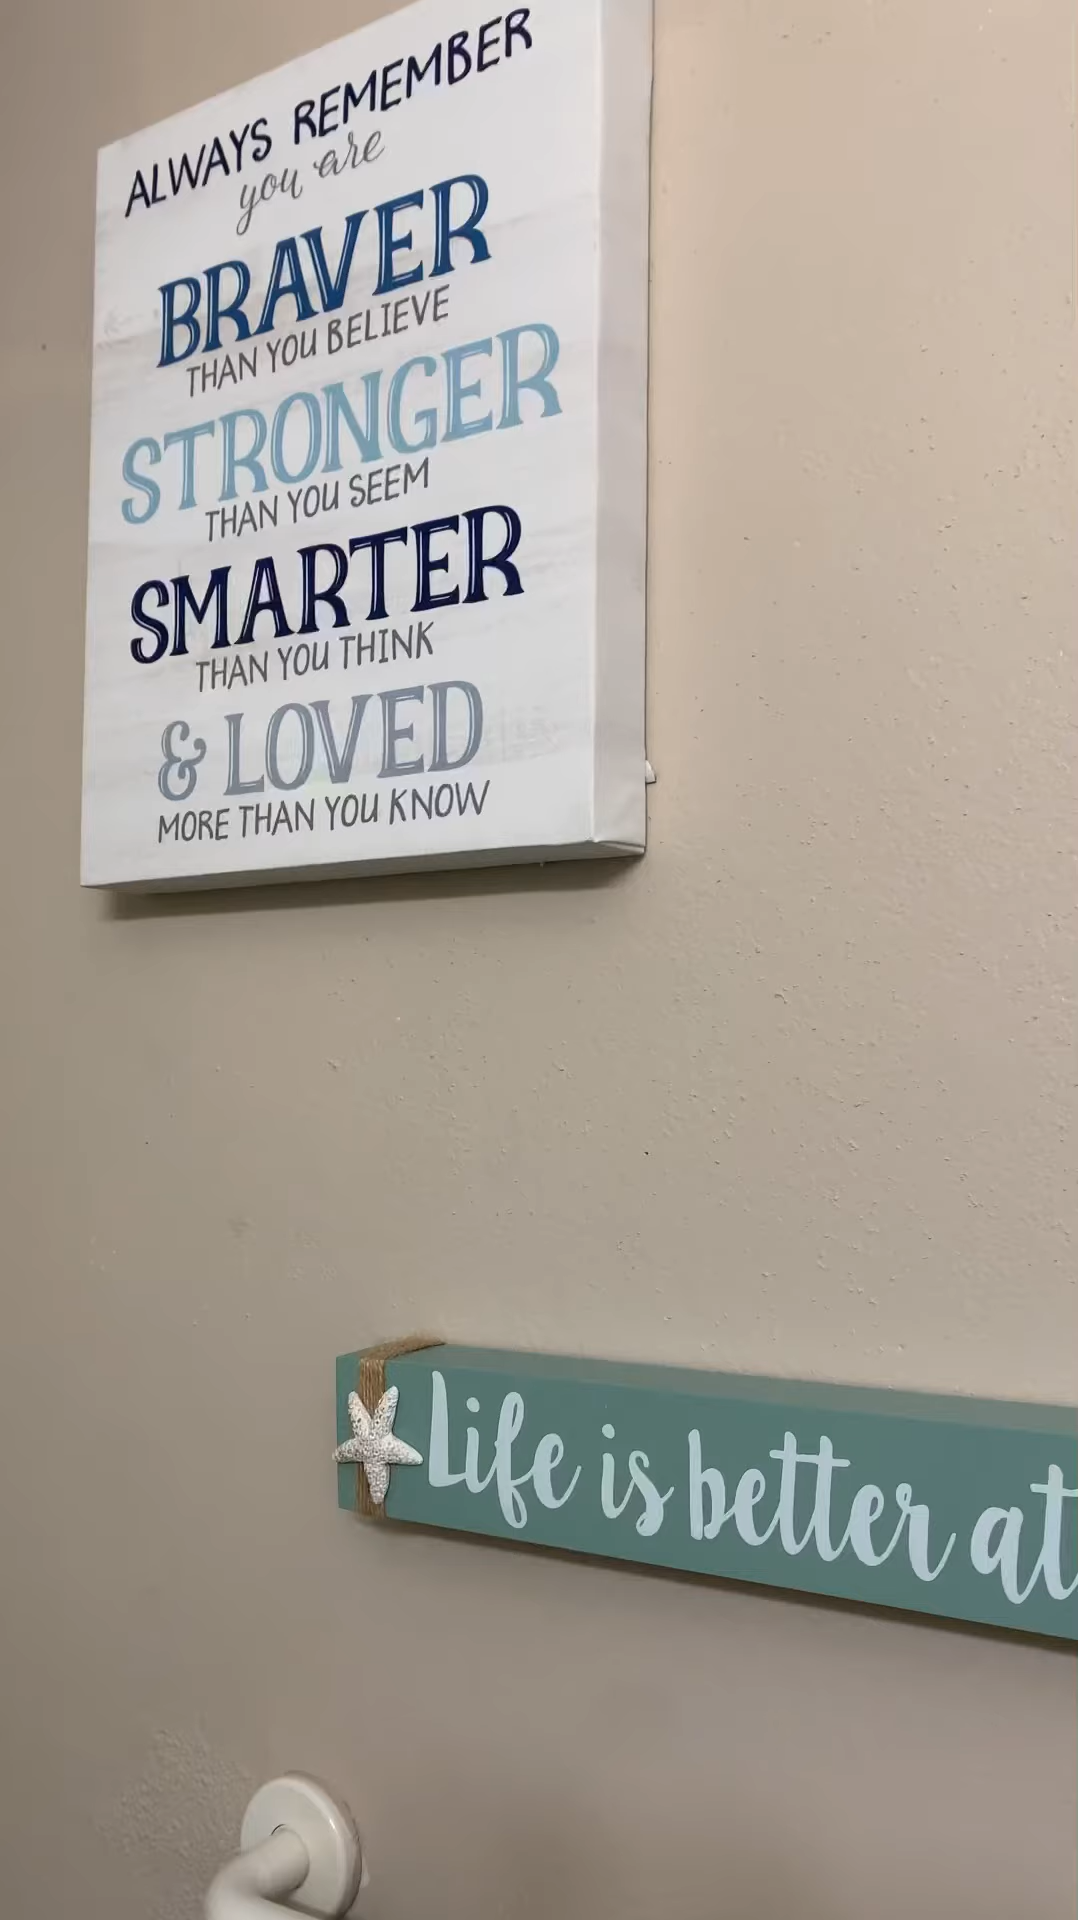 ALWAYS REMEMBER
you are
BRAVER
THAN YOU BELIEVE
STRONGER
THAN YOU SEEM
SMARTER
THAN YOU THINK
& LOVED
MORE THAN YOU KNOW
Life is better at